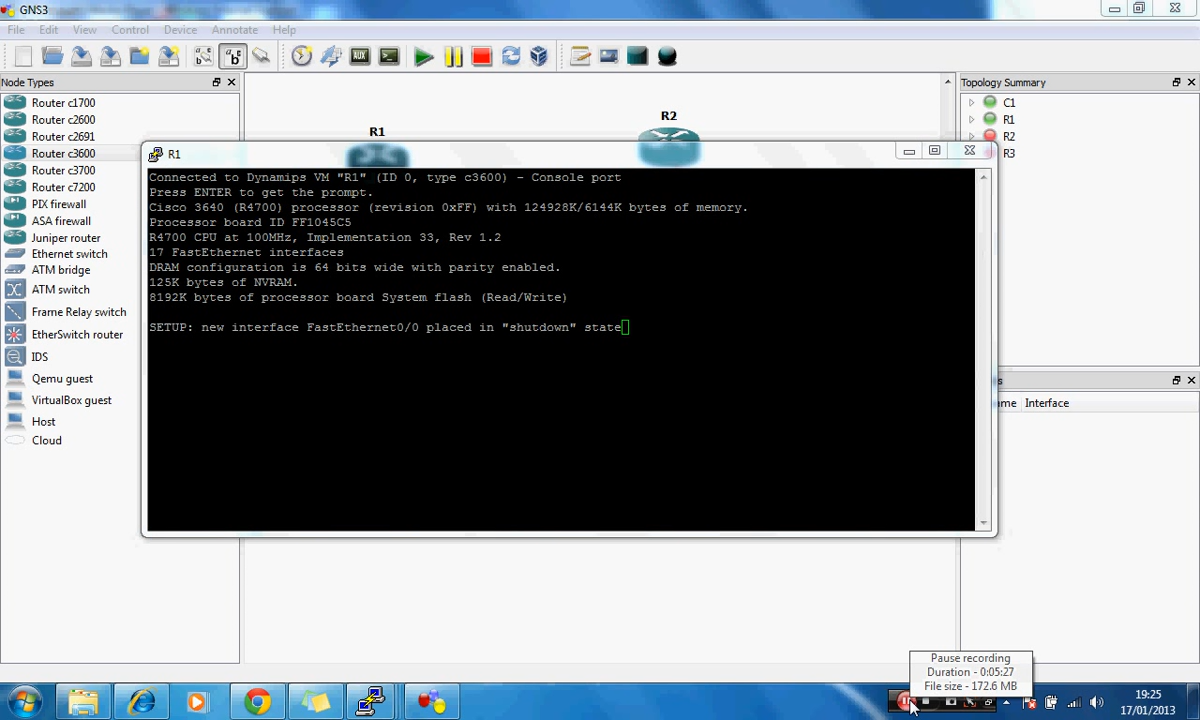 GNS3
File Edit View Control Device Annotate Help
Node Types
Router c1700
Router c2600
Router c2691
Router c3600
Router c3700
Router c7200
PIX firewall
ASA firewall
Juniper router
Ethernet switch
ATM bridge
ATM switch
Frame Relay switch
EtherSwitch router
IDS
Qemu guest
VirtualBox guest
Host
Cloud
AUX
R1
R2
R1
Connected to Dynamips VM "R1" (ID 0, type c3600) - Console port
Press ENTER to get the prompt.
Cisco 3640 (R4700) processor (revision 0xFF) with 124928K/6144K bytes of memory.
Processor board ID FF1045C5
R4700 CPU at 100MHz, Implementation 33, Rev 1.2
17 FastEthernet interfaces
DRAM configuration is 64 bits wide with parity enabled.
125K bytes of NVRAM.
8192K bytes of processor board System flash (Read/Write)
SETUP: new interface FastEthernet0/0 placed in "shutdown" state
Topology Summary
C1
R1
R2
R3
Interface
Pause recording
Duration - 0:05:27
File size - 172.6 MB
19:25
17/01/2013